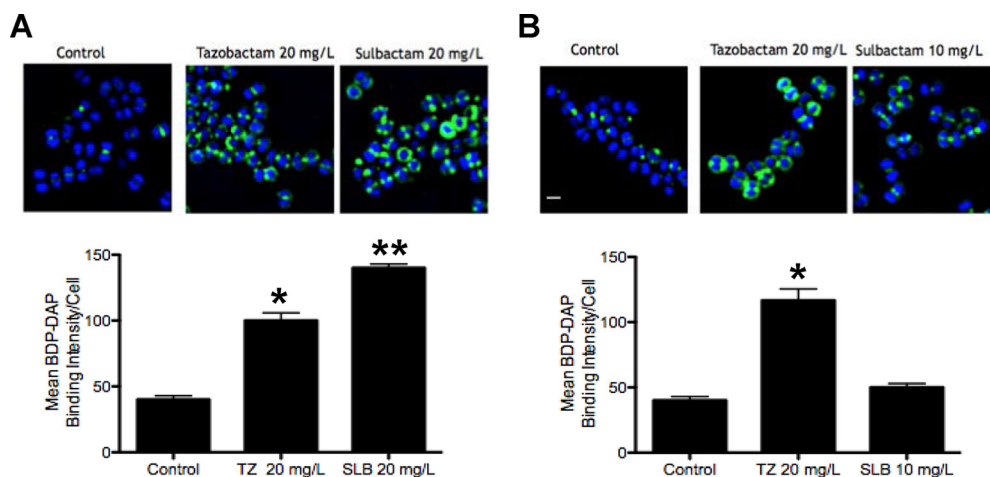 A
Control
Tazobactam 20 mg/L
Sulbactam 20 mg/L
Mean BDP-DAP
Binding Intensity/Cell
150
100
50
0
*
**
Control
TZ 20 mg/L
SLB 20 mg/L
B
Control
Tazobactam 20 mg/L
Sulbactam 10 mg/L
Mean BDP-DAP
Binding Intensity/Cell
150
100
50
0
*
Control
TZ 20 mg/L
SLB 10 mg/L